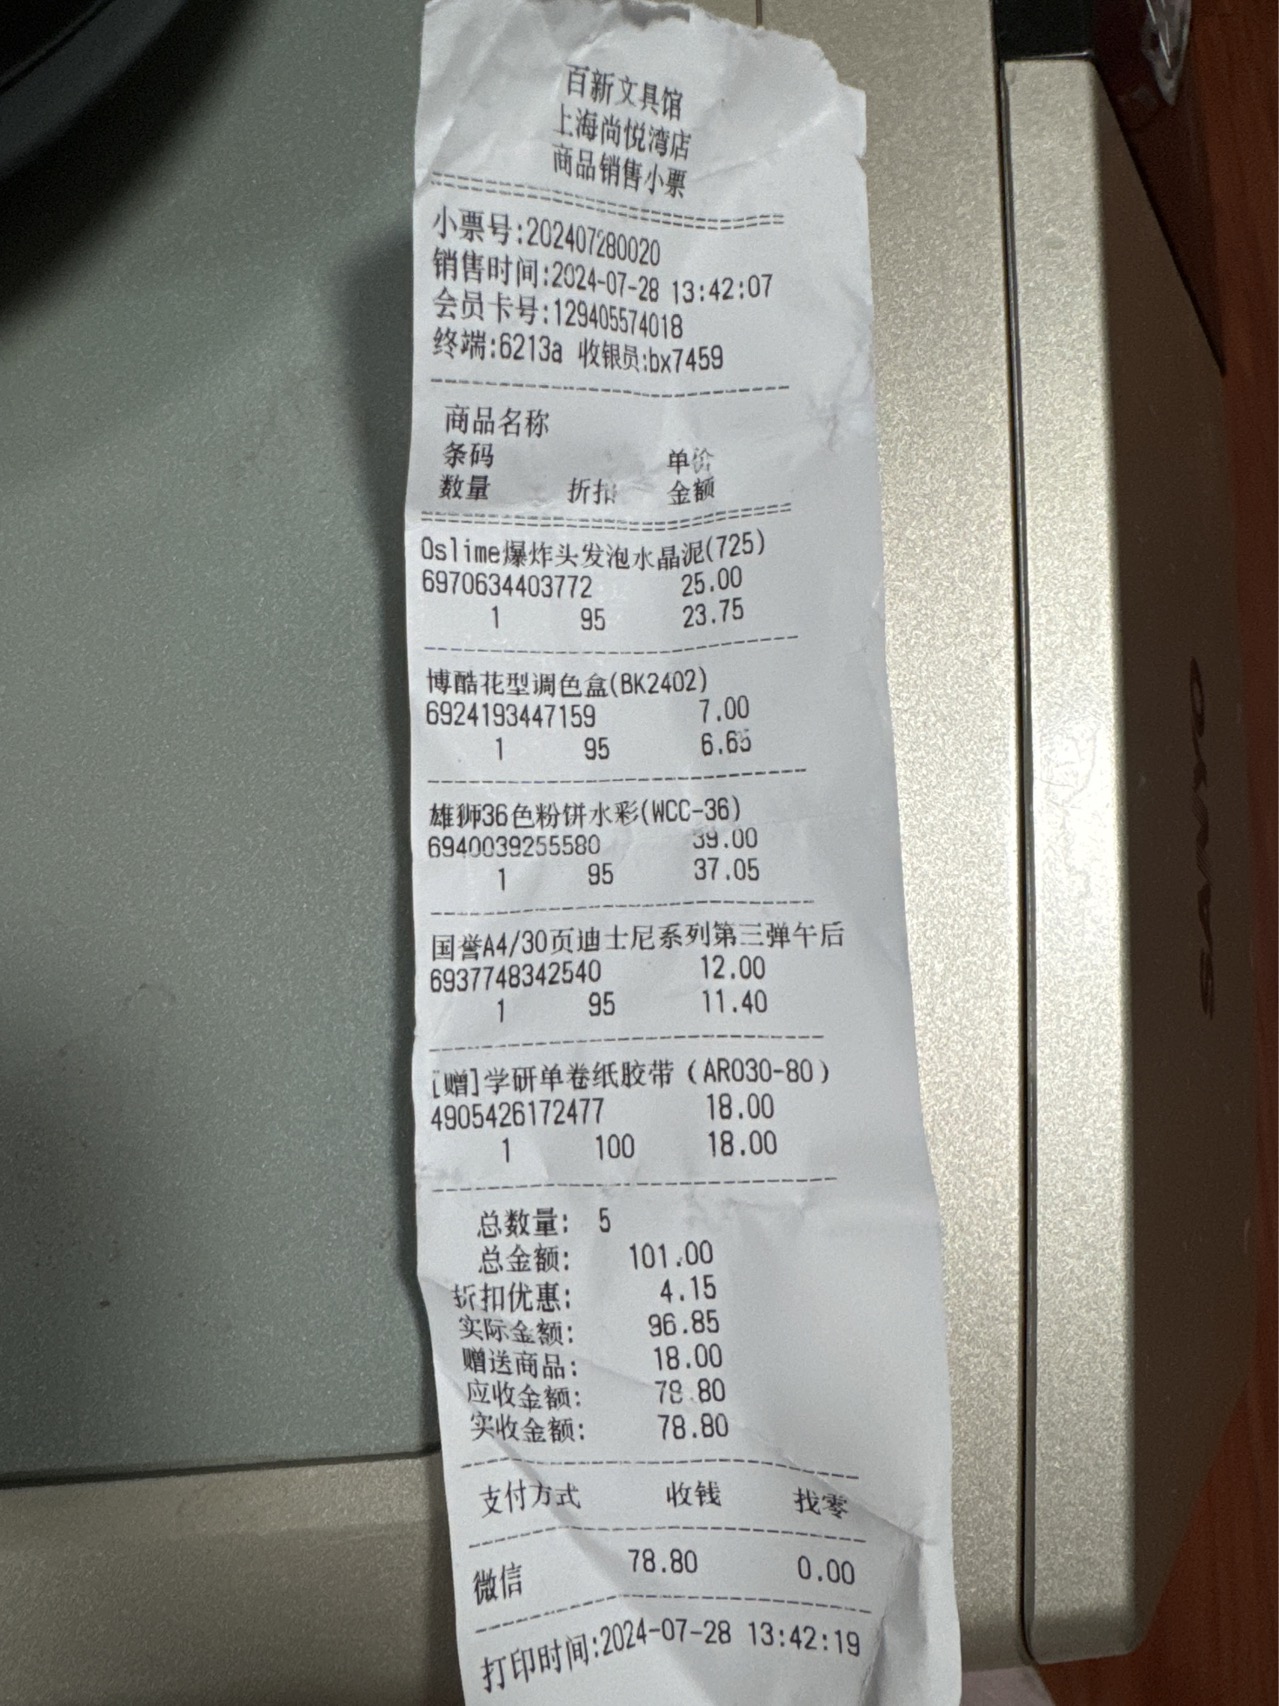 百新文具馆
上海尚悦湾店
商品销售小票
小票号:202407280020
销售时间:2024-07-28 13:42:07
会员卡号:129405574018
终端:6213a 收银员:bx7459
商品名称
条码 单价
数量 折扣 金额
Oslime爆炸头发泡水晶泥(725)
6970634403772 25.00
1 95 23.75
博酷花型调色盒(BK2402)
6924193447159 7.00
1 95 6.65
雄狮36色粉饼水彩(WCC-36)
6940039255580 39.00
1 95 37.05
国誉A4/30页迪士尼系列第三弹午后
6937748342540 12.00
1 95 11.40
[赠]学研单卷纸胶带（AR030-80）
4905426172477 18.00
1 100 18.00
总数量: 5
总金额: 101.00
折扣优惠: 4.15
实际金额: 96.85
赠送商品: 18.00
应收金额: 78.80
实收金额: 78.80
支付方式 收钱 找零
微信 78.80 0.00
打印时间:2024-07-28 13:42:19